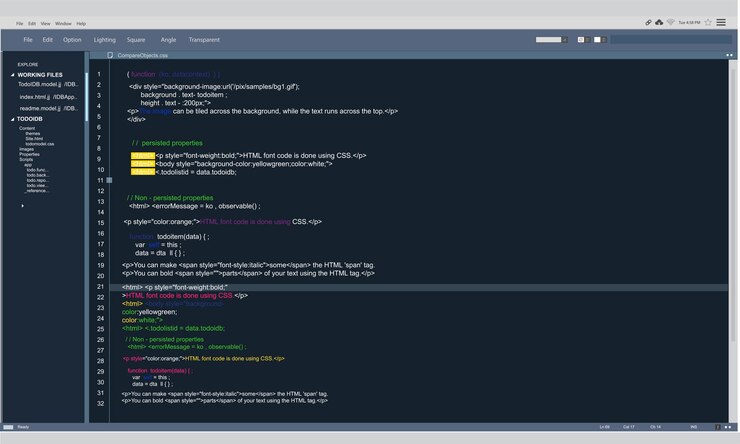 File Edit View Window Help
Tue 4:58 PM
File Edit Option Lighting Square Angle Transparent
CompareObjects.css
EXPLORE
WORKING FILES
TodoIDB.model.jj /IDB..
index.html.jj /IDBApp..
readme.model.jj /IDB..
TODOIDB
Content
themes
Site.html
todomodel.css
Images
Properties
Scripts
app
todo.func...
todo.back...
todo.repo...
todo.view...
_reference...
1 ( function (ko, datacontext) { {
2 <div style="background-image:url('/pix/samples/bg1.gif');
3 background . text- todoitem ;
4 height . text - :200px;">
5 <p>The image can be tiled across the background, while the text runs across the top.</p>
6 </div>
7
8 / / persisted properties
9 <p style="font-weight:bold;">HTML font code is done using CSS.</p>
9 <body style="background-color:yellowgreen;color:white;">
10 <.todolistid = data.todoidb;
11
12
13 / / Non - persisted properties
13 <html> <errorMessage = ko , observable() ;
14
15 <p style="color:orange;">HTML font code is done using CSS.</p>
16 function todoitem(data) { ;
17 var self = this ;
18 data = dta II { } ;
19 <p>You can make <span style="font-style:italic">some</span> the HTML 'span' tag.
20 <p>You can bold <span style="">parts</span> of your text using the HTML tag.</p>
21 <html> <p style="font-weight:bold;"
22 >HTML font code is done using CSS.</p>
23 <html> <body style="background-
24 color:yellowgreen;
color:white;">
25 <html> <.todolistid = data.todoidb;
26 / / Non - persisted properties
27 <html> <errorMessage = ko , observable() ;
28 <p style="color:orange;">HTML font code is done using CSS.</p>
29 function todoitem(data) { ;
var self = this ;
30 data = dta II { } ;
31 <p>You can make <span style="font-style:italic">some</span> the HTML 'span' tag.
32 <p>You can bold <span style="">parts</span> of your text using the HTML tag.</p>
Ready
Ln 66 Col 17 Ch 14 INS